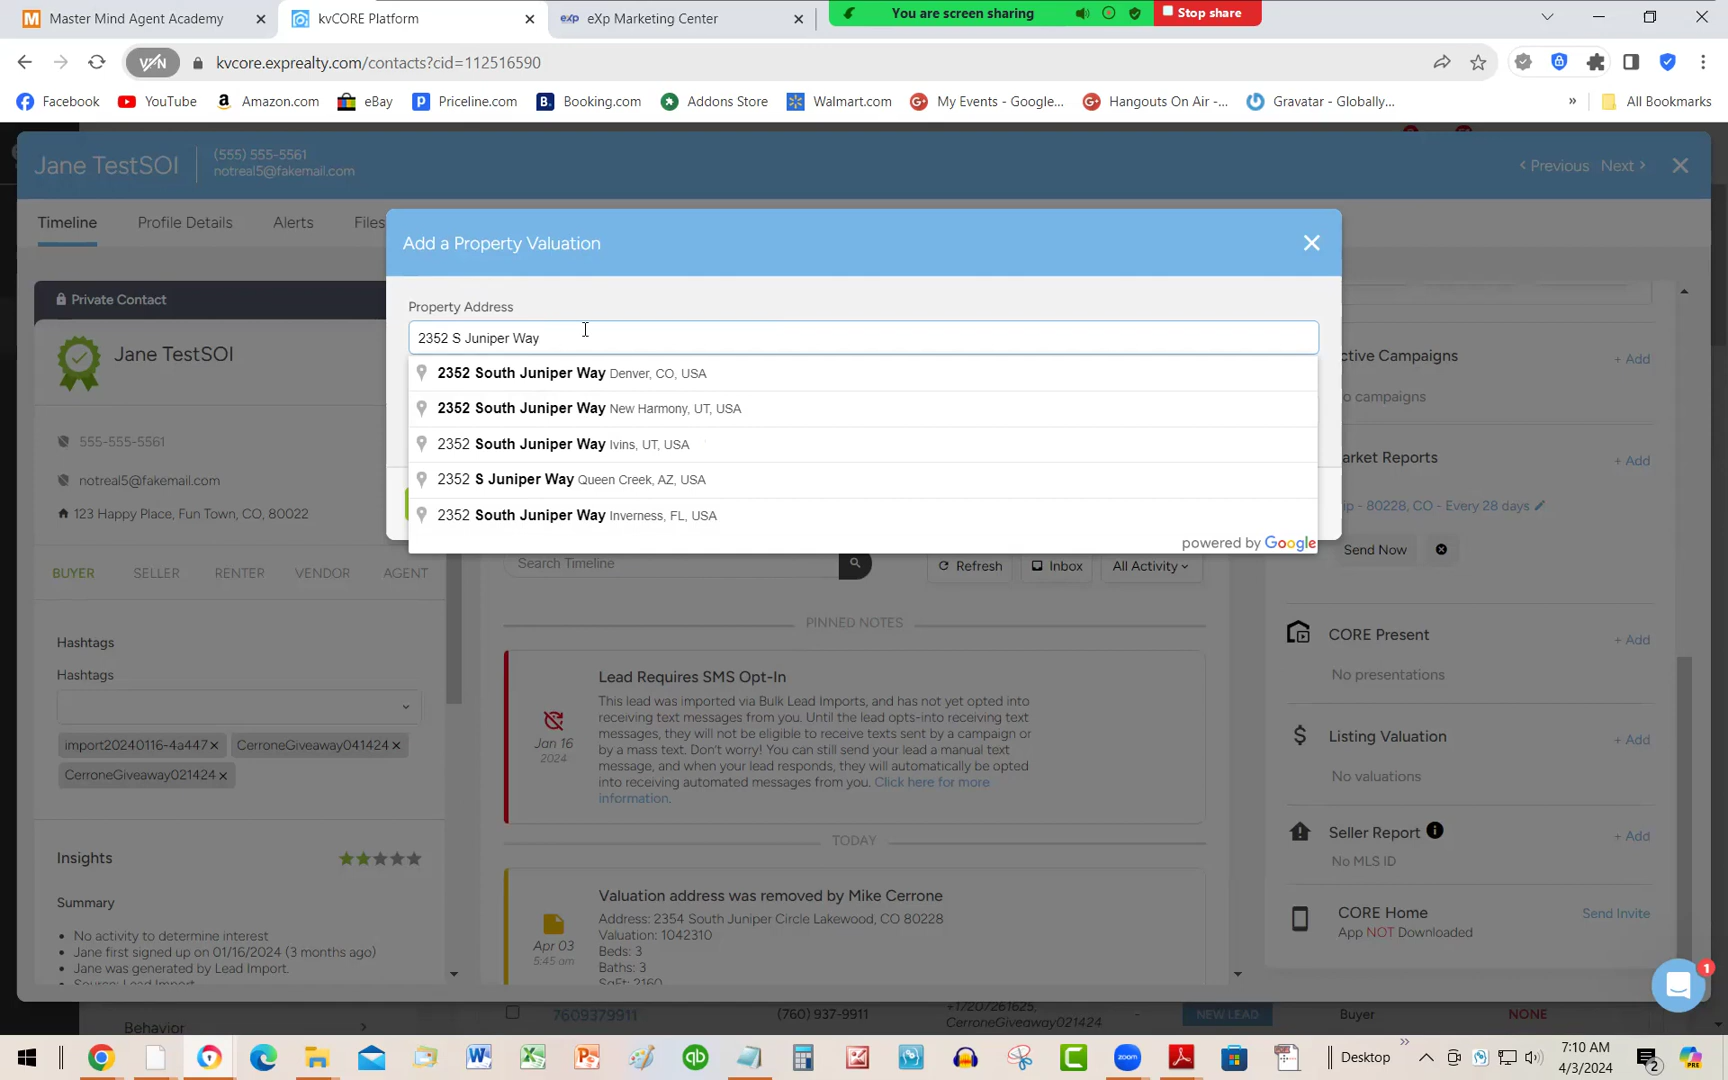 Master Mind Agent Academy
kvCORE Platform
eXp Marketing Center
You are screen sharing
Stop share
VPN
kvcore.exprealty.com/contacts?cid=112516590
Facebook
YouTube
Amazon.com
eBay
Priceline.com
Booking.com
Addons Store
Walmart.com
My Events - Google...
Hangouts On Air -...
Gravatar - Globally...
»
All Bookmarks
Jane TestSOI
(555) 555-5561
notreal5@fakemail.com
Previous
Next
Timeline
Profile Details
Alerts
Files
Add a Property Valuation
Private Contact
Property Address
2352 S Juniper Way
2352 South Juniper Way Denver, CO, USA
2352 South Juniper Way New Harmony, UT, USA
2352 South Juniper Way Ivins, UT, USA
2352 S Juniper Way Queen Creek, AZ, USA
2352 South Juniper Way Inverness, FL, USA
powered by Google
Jane TestSOI
555-555-5561
notreal5@fakemail.com
123 Happy Place, Fun Town, CO, 80022
BUYER
SELLER
RENTER
VENDOR
AGENT
Hashtags
Hashtags
import20240116-4a447
CerroneGiveaway041424
CerroneGiveaway021424
Insights
Summary
No activity to determine interest
Jane first signed up on 01/16/2024 (3 months ago)
Jane was generated by Lead Import.
Source: Lead Import
Search Timeline
Refresh
Inbox
All Activity
PINNED NOTES
Jan 16
2024
Lead Requires SMS Opt-In
This lead was imported via Bulk Lead Imports, and has not yet opted into
receiving text messages from you. Until the lead opts-into receiving text
messages, they will not be eligible to receive texts sent by a campaign or
by a mass text. Don't worry! You can still send your lead a manual text
message, and when your lead responds, they will automatically be opted
into receiving automated messages from you. Click here for more
information.
TODAY
Apr 03
5:45 am
Valuation address was removed by Mike Cerrone
Address: 2354 South Juniper Circle Lakewood, CO 80228
Valuation: 1042310
Beds: 3
Baths: 3
SqFt: 2160
ctive Campaigns
+ Add
o campaigns
arket Reports
+ Add
ip - 80228, CO - Every 28 days
Send Now
CORE Present
+ Add
No presentations
Listing Valuation
+ Add
No valuations
Seller Report
+ Add
No MLS ID
CORE Home
Send Invite
App NOT Downloaded
1
Behavior
7609379911
(760) 937-9911
+17207261625,
CerroneGiveaway021424
-
NEW LEAD
Buyer
NONE
zoom
Desktop
»
7:10 AM
4/3/2024
2
PRE